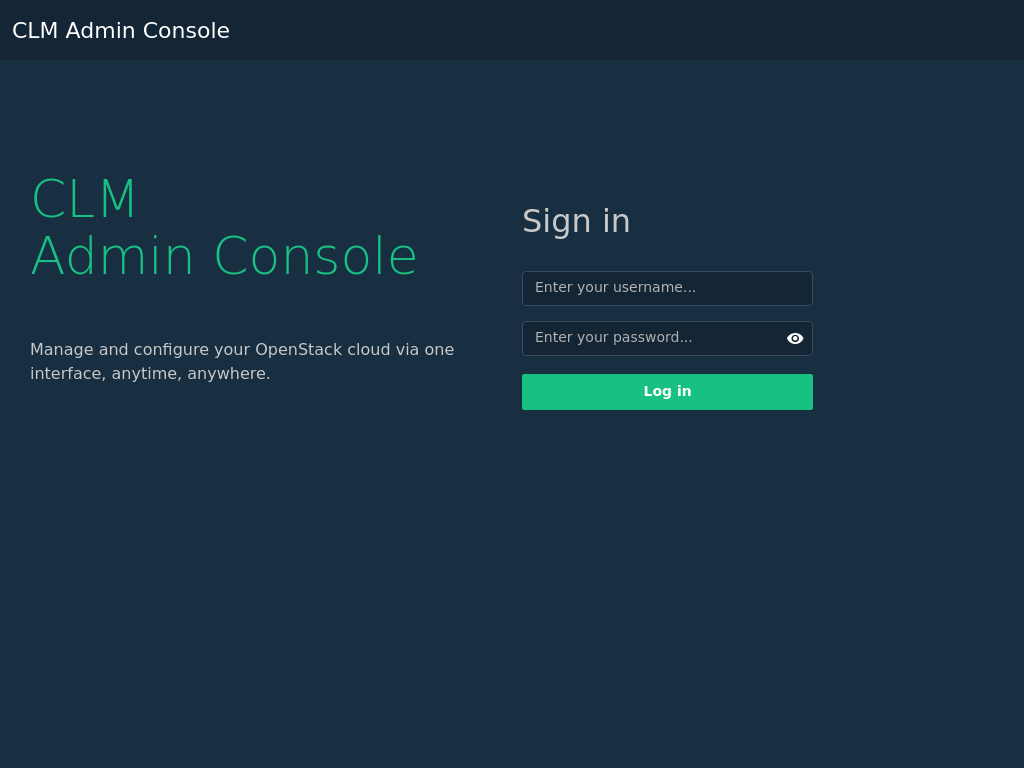 CLM Admin Console
CLM
Admin Console
Manage and configure your OpenStack cloud via one
interface, anytime, anywhere.
Sign in
Enter your username...
Enter your password...
Log in